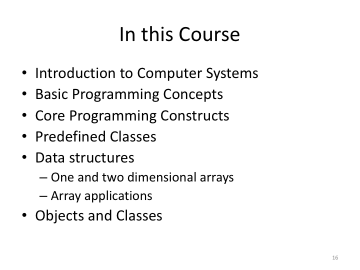 In this Course
• Introduction to Computer Systems
• Basic Programming Concepts
• Core Programming Constructs
• Predefined Classes
• Data structures
– One and two dimensional arrays
– Array applications
• Objects and Classes
16